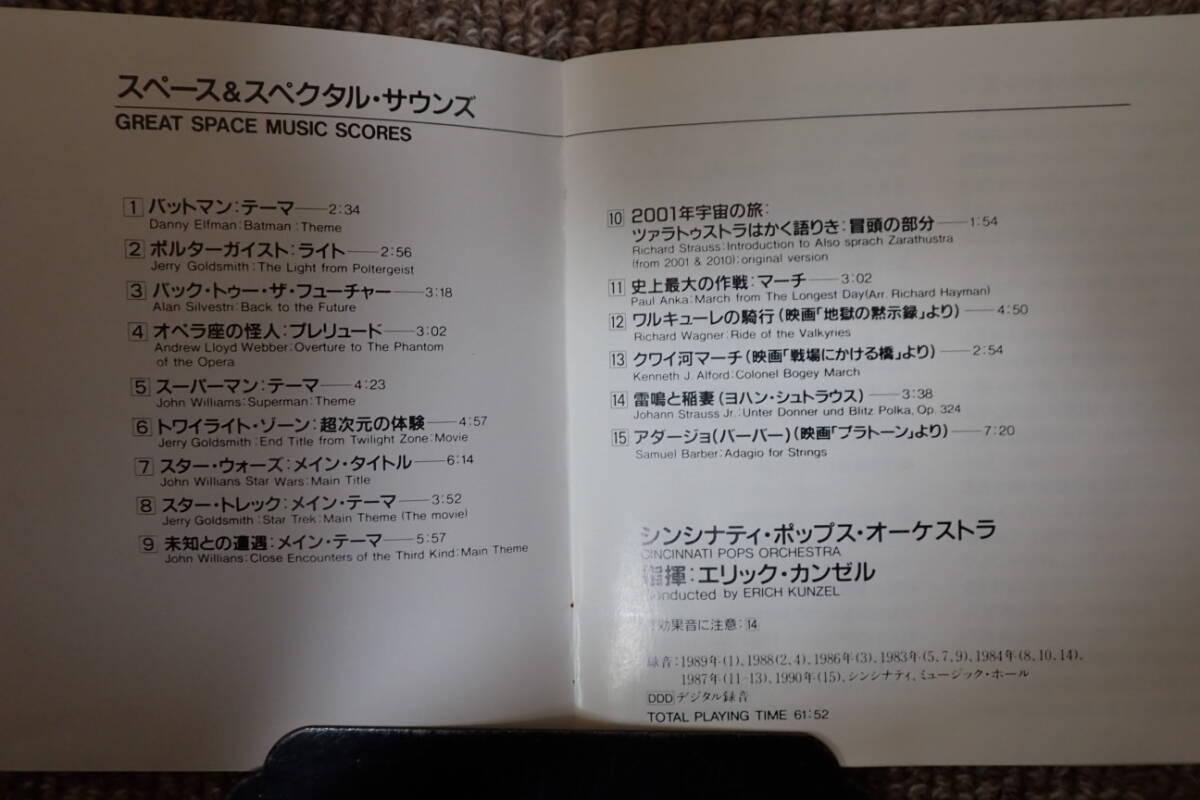 スペース&スペクタル・サウンズ
GREAT SPACE MUSIC SCORES
1 バットマン:テーマ──2:34
Danny Elfman:Batman:Theme
2 ポルターガイスト:ライト──2:56
Jerry Goldsmith:The Light from Poltergeist
3 バック・トゥー・ザ・フューチャー──3:18
Alan Silvestri:Back to the Future
4 オペラ座の怪人:プレリュード──3:02
Andrew Lloyd Webber:Overture to The Phantom
of the Opera
5 スーパーマン:テーマ──4:23
John Williams:Superman:Theme
6 トワイライト・ゾーン:超次元の体験──4:57
Jerry Goldsmith:End Title from Twilight Zone:Movie
7 スター・ウォーズ:メイン・タイトル──6:14
John Willians Star Wars:Main Title
8 スター・トレック:メイン・テーマ──3:52
Jerry Goldsmith:Star Trek:Main Theme (The movie)
9 未知との遭遇:メイン・テーマ──5:57
John Willians:Close Encounters of the Third Kind:Main Theme
10 2001年宇宙の旅:
ツァラトゥストラはかく語りき:冒頭の部分──1:54
Richard Strauss:Introduction to Also sprach Zarathustra
(from 2001 & 2010):original version
11 史上最大の作戦:マーチ──3:02
Paul Anka:March from The Longest Day(Arr. Richard Hayman)
12 ワルキューレの騎行(映画「地獄の黙示録」より)──4:50
Richard Wagner:Ride of the Valkyries
13 クワイ河マーチ(映画「戦場にかける橋」より)──2:54
Kenneth J. Alford:Colonel Bogey March
14 雷鳴と稲妻(ヨハン・シュトラウス)──3:38
Johann Strauss Jr.:Unter Donner und Blitz Polka, Op. 324
15 アダージョ(バーバー)(映画「プラトーン」より)──7:20
Samuel Barber:Adagio for Strings
シンシナティ・ポップス・オーケストラ
CINCINNATI POPS ORCHESTRA
指揮:エリック・カンゼル
Conducted by ERICH KUNZEL
効果音に注意:14
録音:1989年(1)、1988(2、4)、1986年(3)、1983年(5、7、9)、1984年(8、10、14)、
1987年(11-13)、1990年(15)、シンシナティ、ミュージック・ホール
DDD デジタル録音
TOTAL PLAYING TIME 61:52